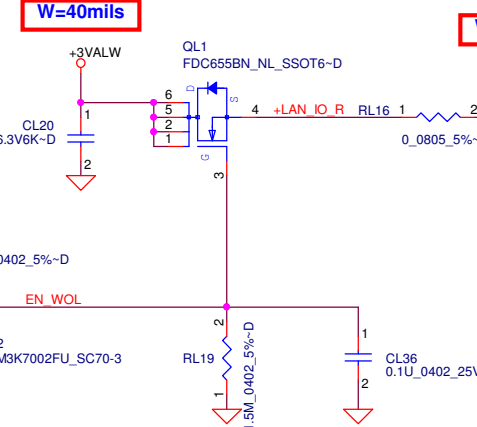 W=40mils
+3VALW
QL1
FDC655BN_NL_SSOT6~D
D
S
G
6
5
2
1
4
+LAN_IO_R
RL16
1
2
0_0805_5%~
1
CL20
6.3V6K~D
2
3
0402_5%~D
EN_WOL
2
M3K7002FU_SC70-3
2
RL19
1
.5M_0402_5%~D
1
CL36
0.1U_0402_25V
2